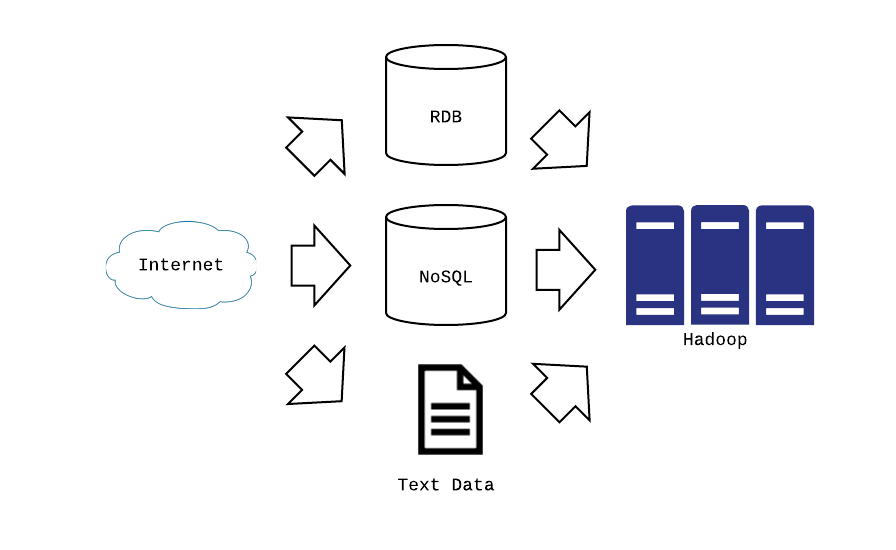 RDB
Internet
NoSQL
Hadoop
Text Data